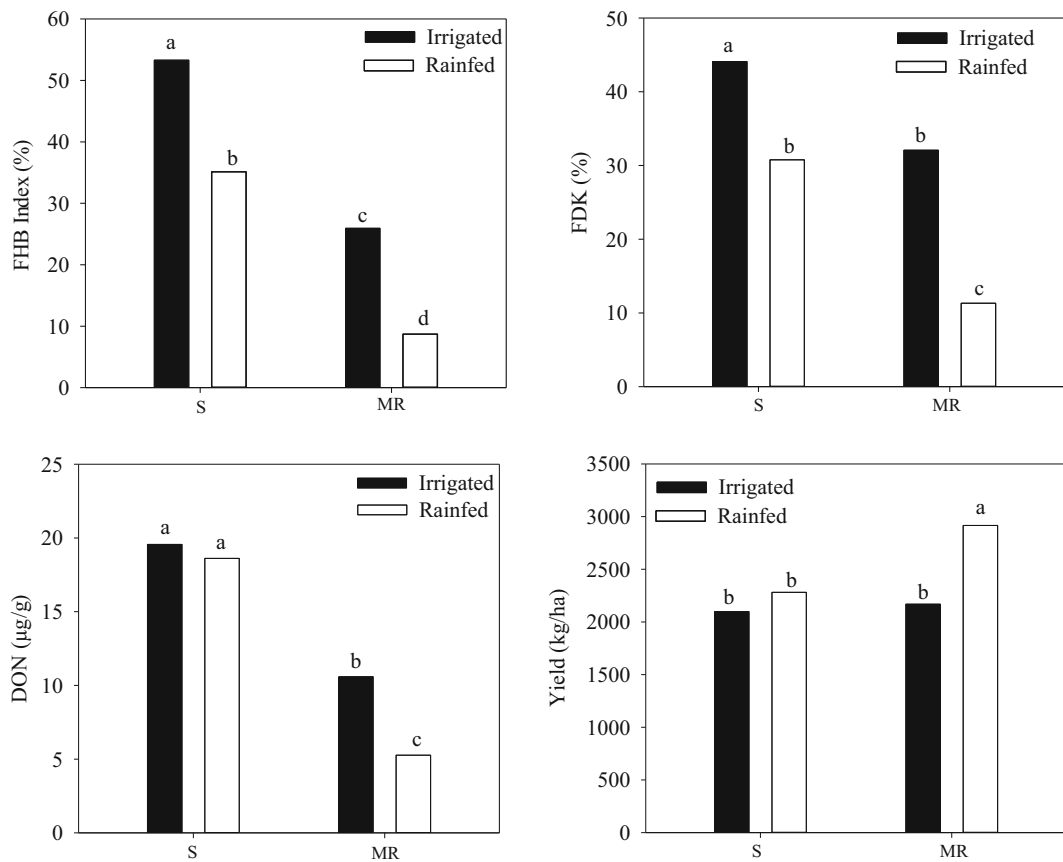 60
50
40
30
20
10
0
FHB Index (%)
a
b
c
d
Irrigated
Rainfed
S
MR
50
40
30
20
10
0
FDK (%)
a
b
b
c
Irrigated
Rainfed
S
MR
25
20
15
10
5
0
DON (µg/g)
a
a
b
c
Irrigated
Rainfed
S
MR
3500
3000
2500
2000
1500
1000
500
0
Yield (kg/ha)
Irrigated
Rainfed
b
b
b
a
S
MR